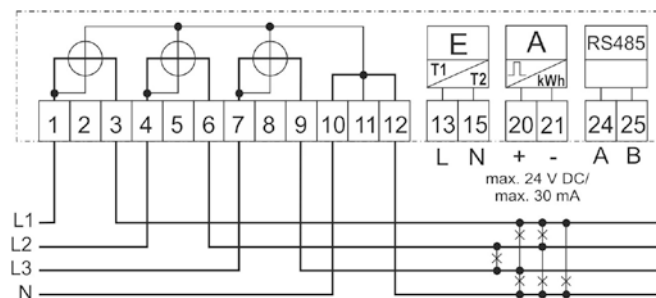 E A RS485
T1 T2 kWh
1 2 3 4 5 6 7 8 9 10 11 12 13 15 20 21 24 25
L N + - A B
max. 24 V DC/
max. 30 mA
L1
L2
L3
N